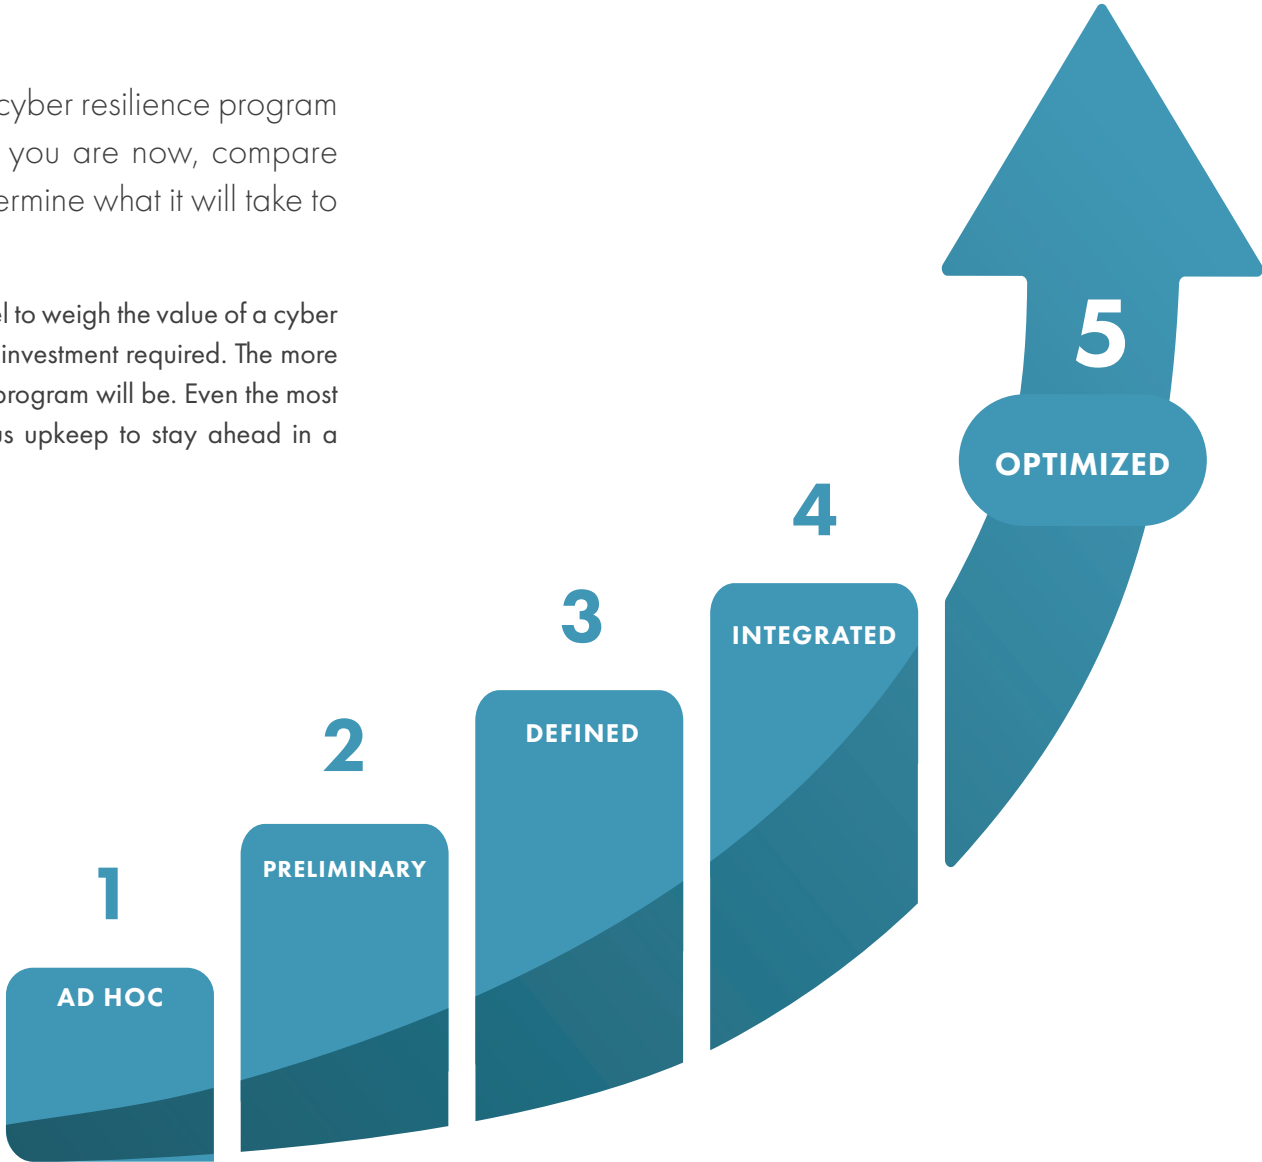 cyber resilience program
you are now, compare
ermine what it will take to
el to weigh the value of a cyber
investment required. The more
program will be. Even the most
us upkeep to stay ahead in a
5
OPTIMIZED
4
INTEGRATED
3
DEFINED
2
PRELIMINARY
1
AD HOC